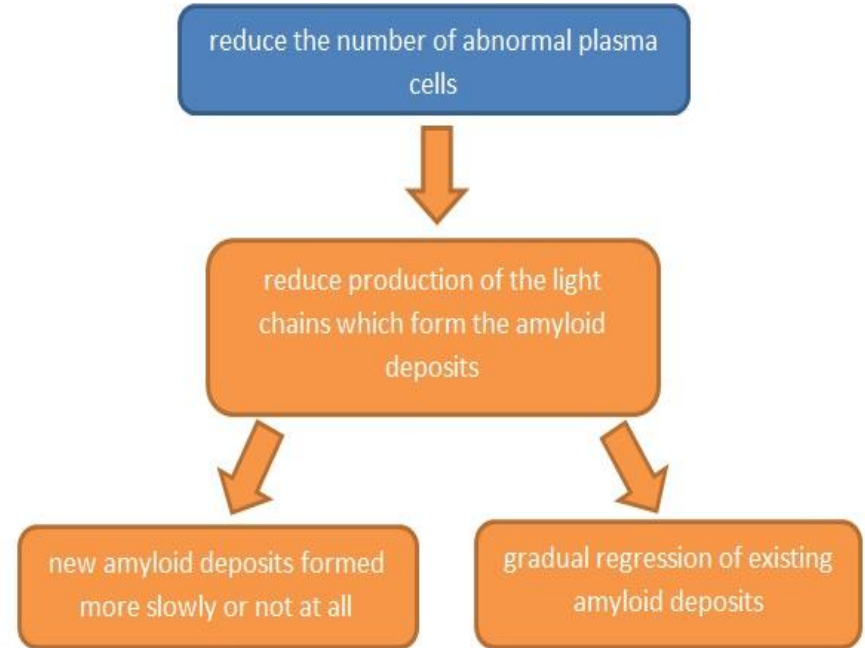 reduce the number of abnormal plasma
cells
reduce production of the light
chains which form the amyloid
deposits
new amyloid deposits formed
more slowly or not at all
gradual regression of existing
amyloid deposits